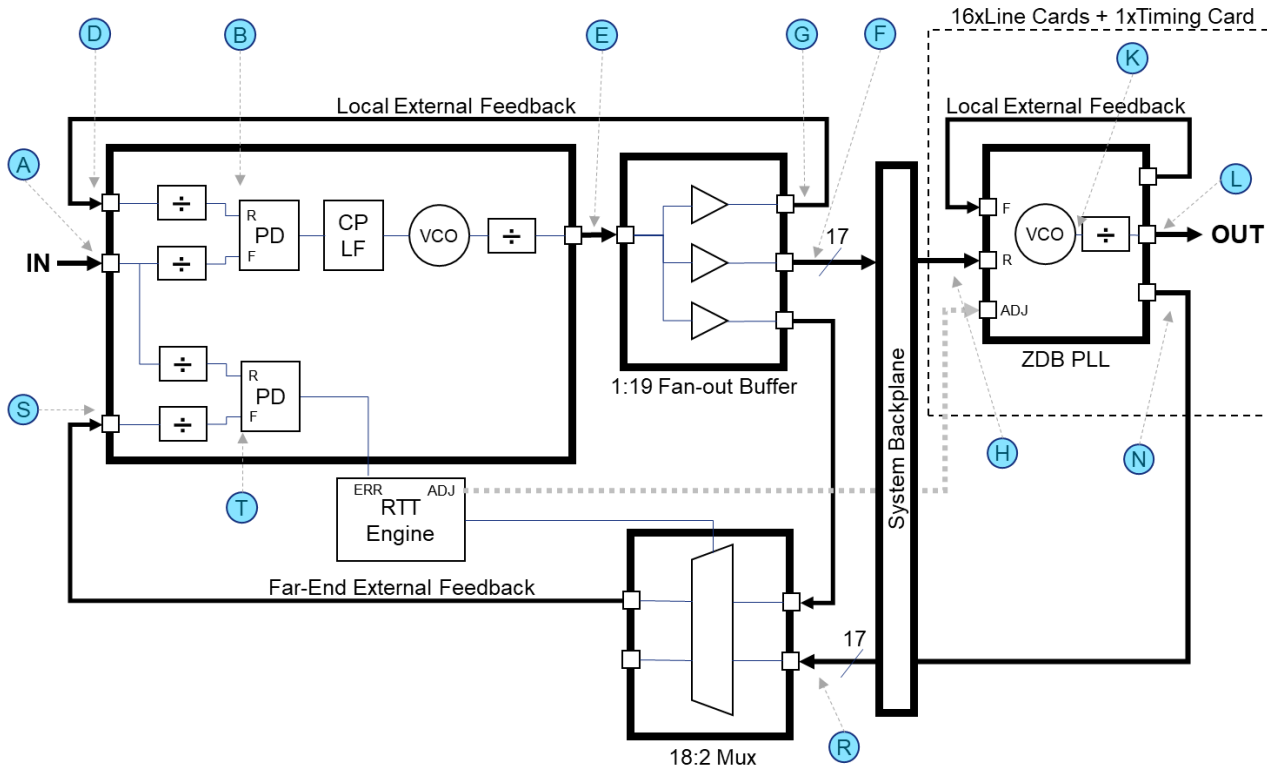 16xLine Cards + 1xTiming Card
D
B
E
G
F
K
Local External Feedback
Local External Feedback
A
L
÷
R
PD
F
CP
LF
VCO
÷
÷
17
F
VCO
÷
R
ADJ
IN
OUT
ZDB PLL
1:19 Fan-out Buffer
÷
R
PD
F
÷
S
T
H
N
System Backplane
ERR
ADJ
RTT
Engine
Far-End External Feedback
17
R
18:2 Mux